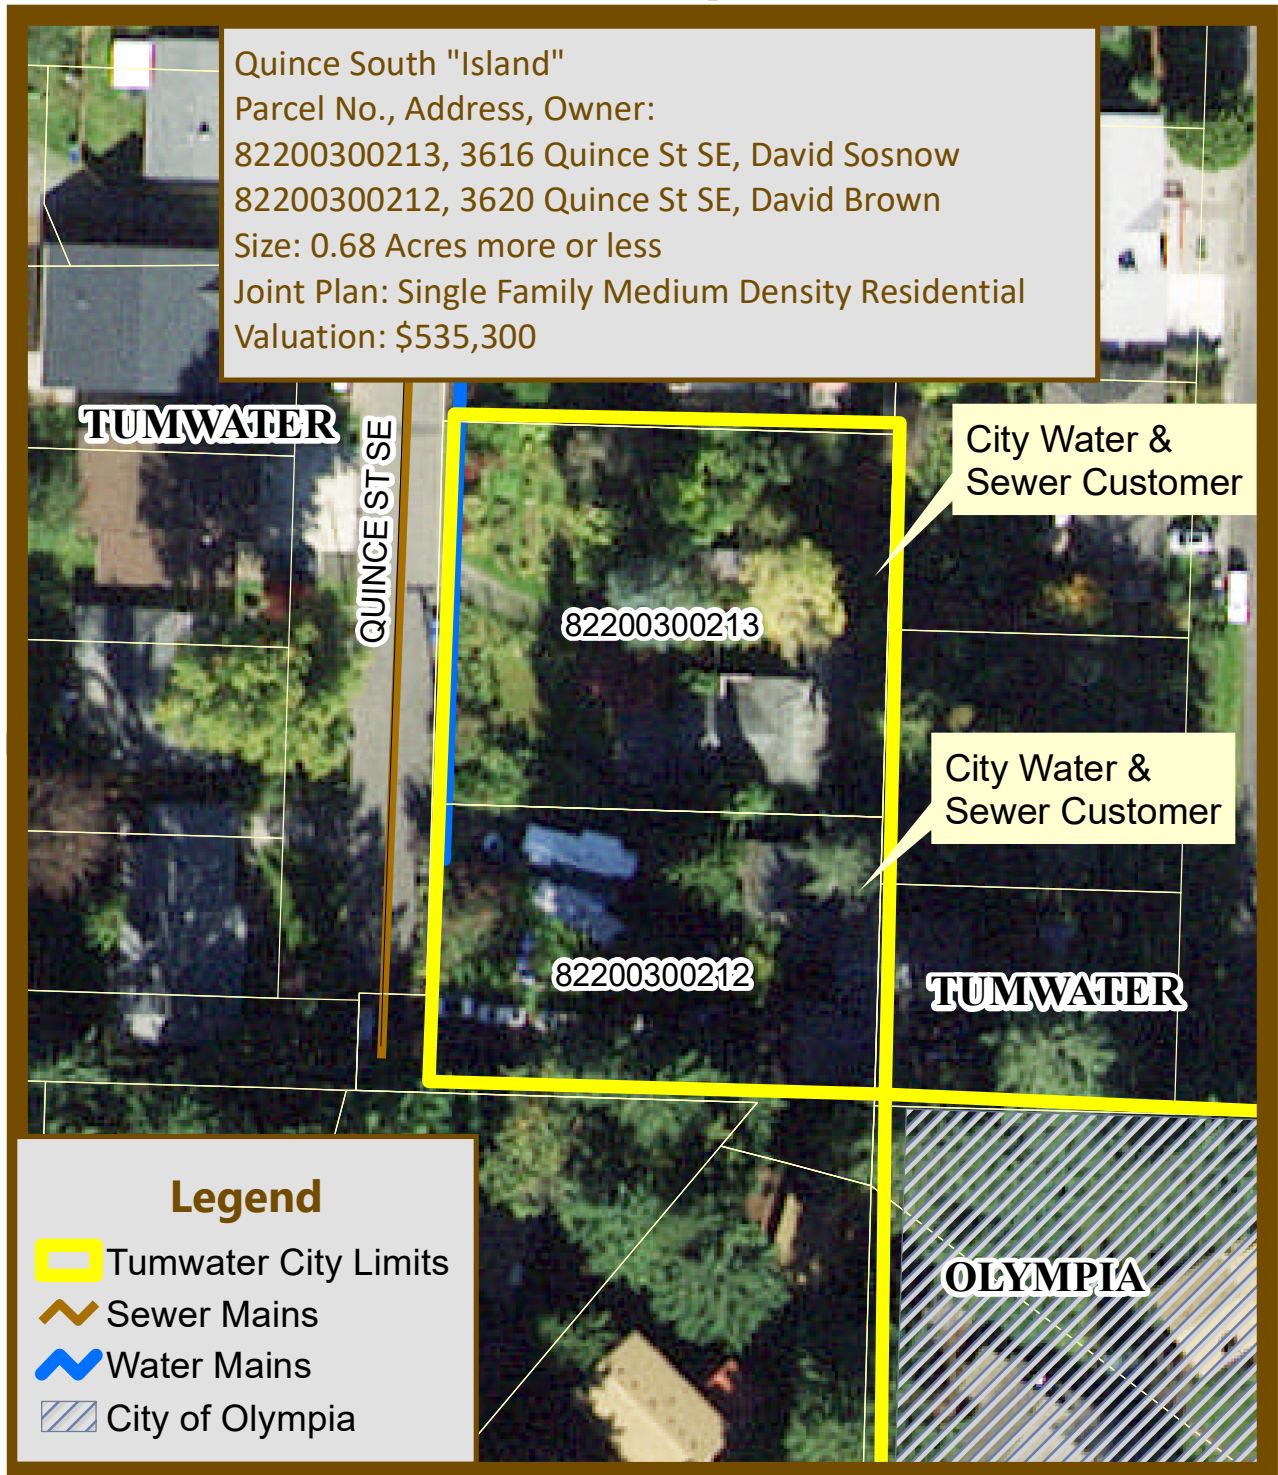 Quince South "Island"
Parcel No., Address, Owner:
82200300213, 3616 Quince St SE, David Sosnow
82200300212, 3620 Quince St SE, David Brown
Size: 0.68 Acres more or less
Joint Plan: Single Family Medium Density Residential
Valuation: $535,300
TUMWATER
QUINCE ST SE
City Water &
Sewer Customer
82200300213
City Water &
Sewer Customer
82200300212
TUMWATER
OLYMPIA
Legend
Tumwater City Limits
Sewer Mains
Water Mains
City of Olympia